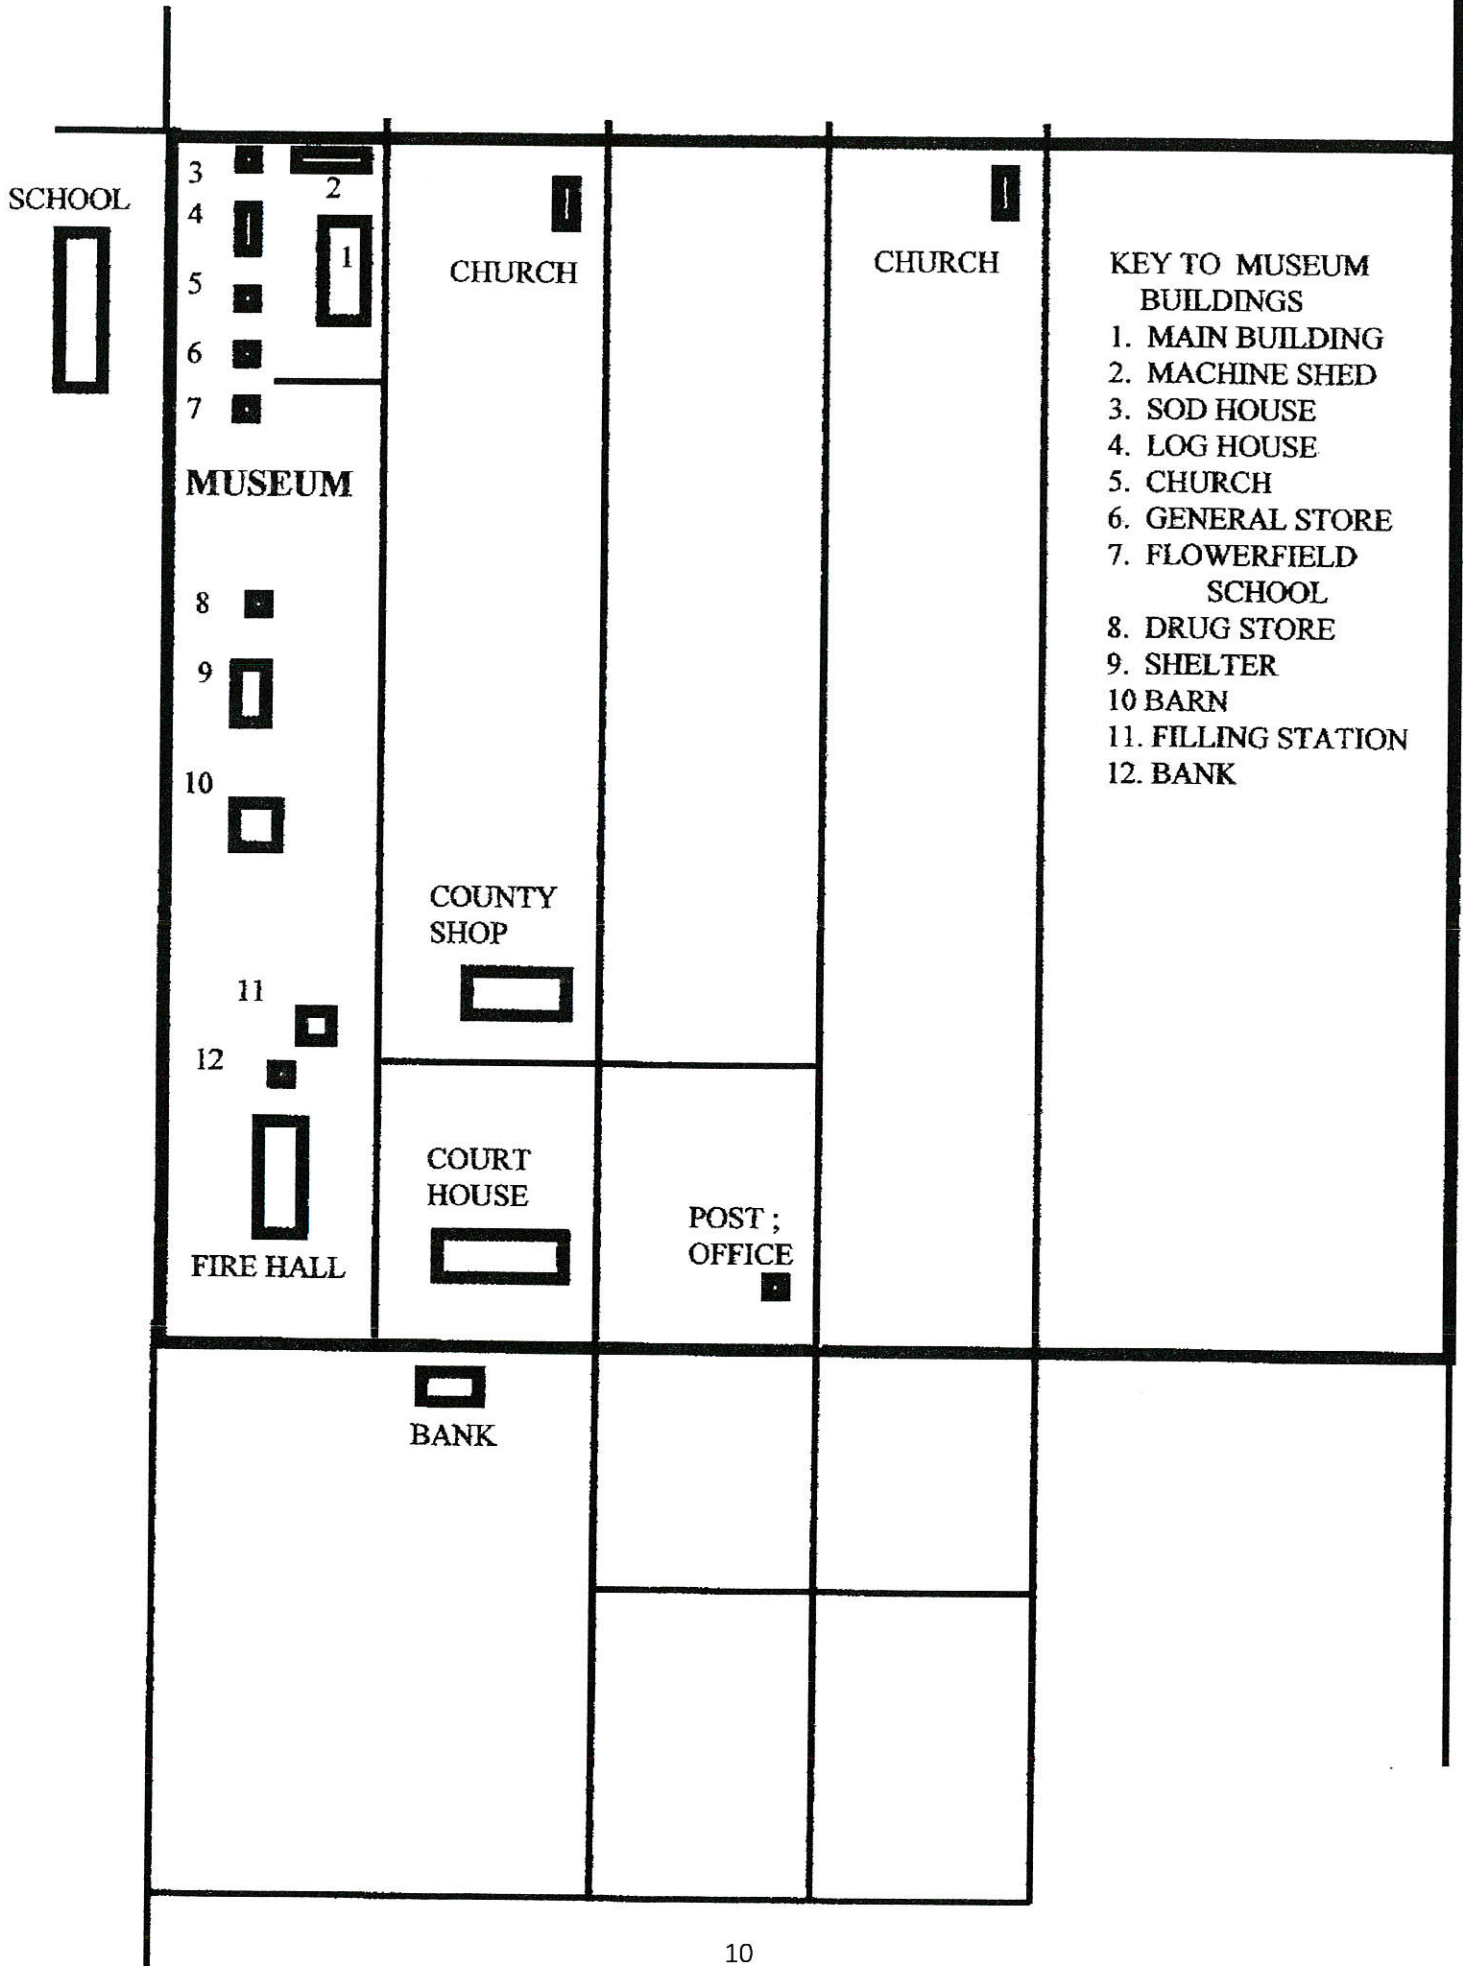 SCHOOL
3
2
4
1
5
6
7
MUSEUM
8
9
10
11
12
FIRE HALL
CHURCH
COUNTY
SHOP
COURT
HOUSE
POST ;
OFFICE
CHURCH
BANK
KEY TO MUSEUM
BUILDINGS
1. MAIN BUILDING
2. MACHINE SHED
3. SOD HOUSE
4. LOG HOUSE
5. CHURCH
6. GENERAL STORE
7. FLOWERFIELD
SCHOOL
8. DRUG STORE
9. SHELTER
10 BARN
11. FILLING STATION
12. BANK
10